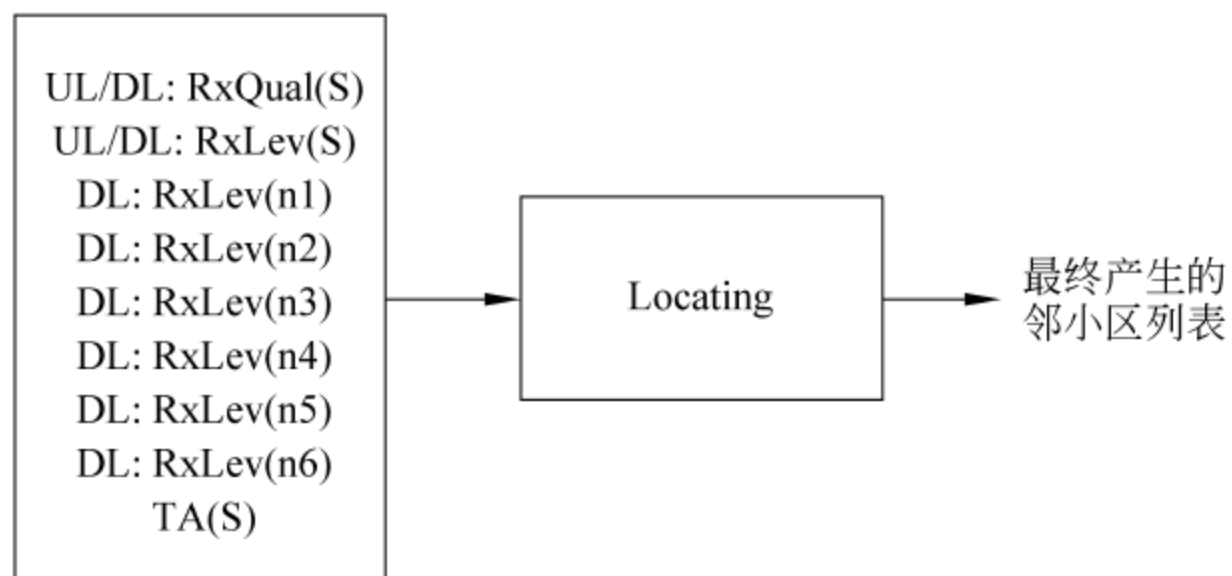 UL/DL: RxQual(S)
UL/DL: RxLev(S)
DL: RxLev(n1)
DL: RxLev(n2)
DL: RxLev(n3)
DL: RxLev(n4)
DL: RxLev(n5)
DL: RxLev(n6)
TA(S)
Locating
最终产生的
邻小区列表